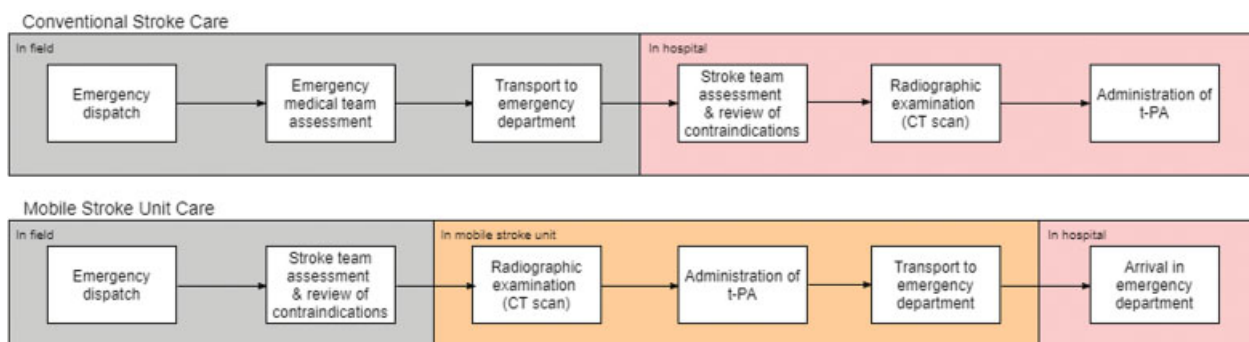 Conventional Stroke Care
In field
Emergency
dispatch
Emergency
medical team
assessment
Transport to
emergency
department
In hospital
Stroke team
assessment
& review of
contraindications
Radiographic
examination
(CT scan)
Administration of
t-PA
Mobile Stroke Unit Care
In field
Emergency
dispatch
Stroke team
assessment
& review of
contraindications
In mobile stroke unit
Radiographic
examination
(CT scan)
Administration of
t-PA
Transport to
emergency
department
In hospital
Arrival in
emergency
department